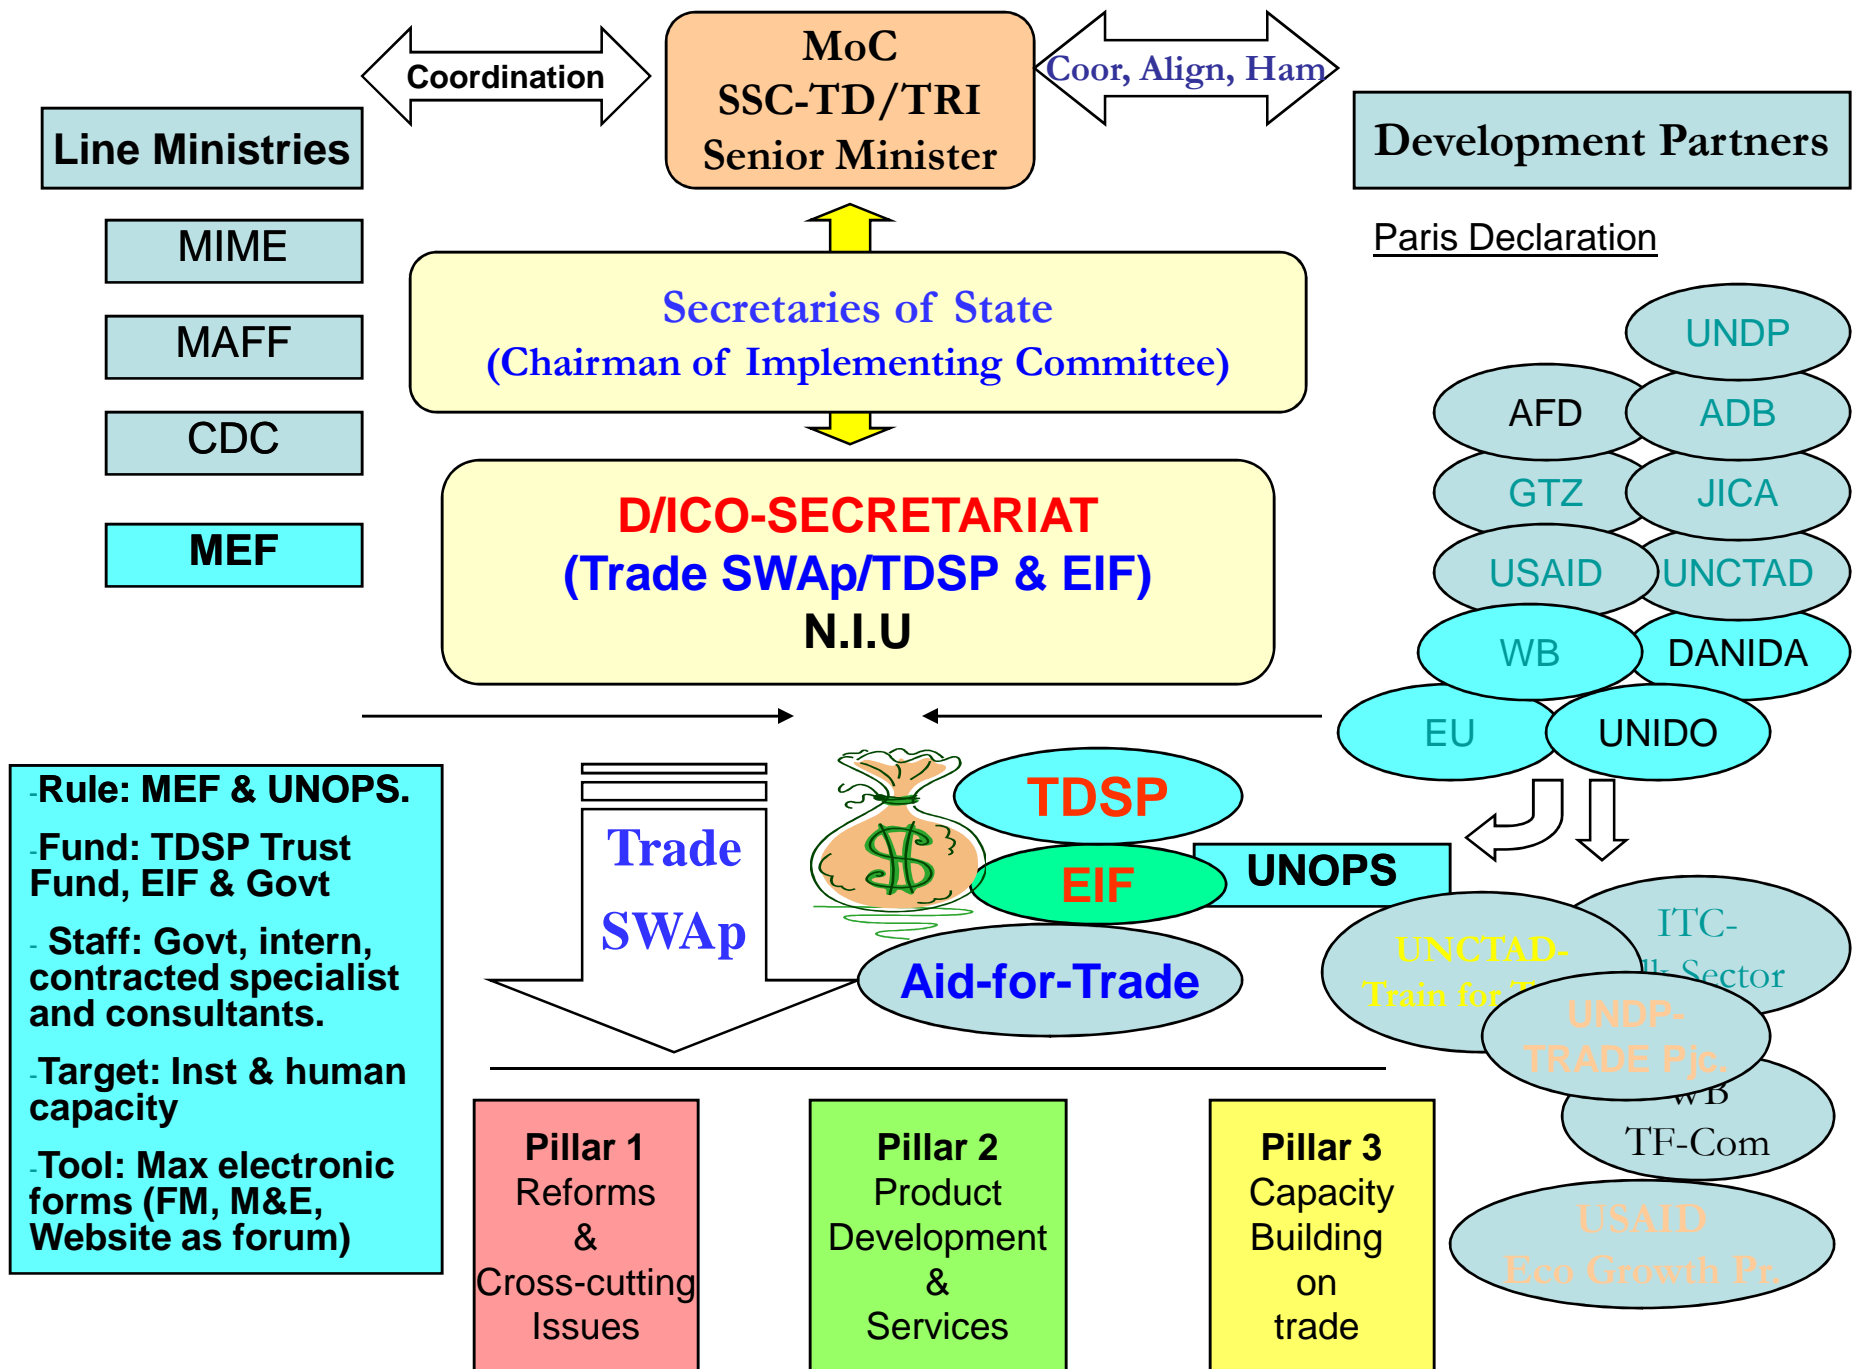 MoC
SSC-TD/TRI
Senior Minister
Coordination
Coor, Align, Ham
Line Ministries
Development Partners
MIME
MAFF
CDC
MEF
Paris Declaration
Secretaries of State
(Chairman of Implementing Committee)
D/ICO-SECRETARIAT
(Trade SWAp/TDSP & EIF)
N.I.U
UNDP
AFD
ADB
GTZ
JICA
USAID
UNCTAD
WB
DANIDA
EU
UNIDO
-Rule: MEF & UNOPS.
-Fund: TDSP Trust
Fund, EIF & Govt
- Staff: Govt, intern,
contracted specialist
and consultants.
-Target: Inst & human
capacity
-Tool: Max electronic
forms (FM, M&E,
Website as forum)
Trade
SWAp
$
TDSP
EIF
UNOPS
Aid-for-Trade
UNCTAD-
Train for
ITC-
Sector
UNDP-
TRADE Pjc.
WB
TF-Com
USAID
Eco Growth Pr.
Pillar 1
Reforms
&
Cross-cutting
Issues
Pillar 2
Product
Development
&
Services
Pillar 3
Capacity
Building
on
trade